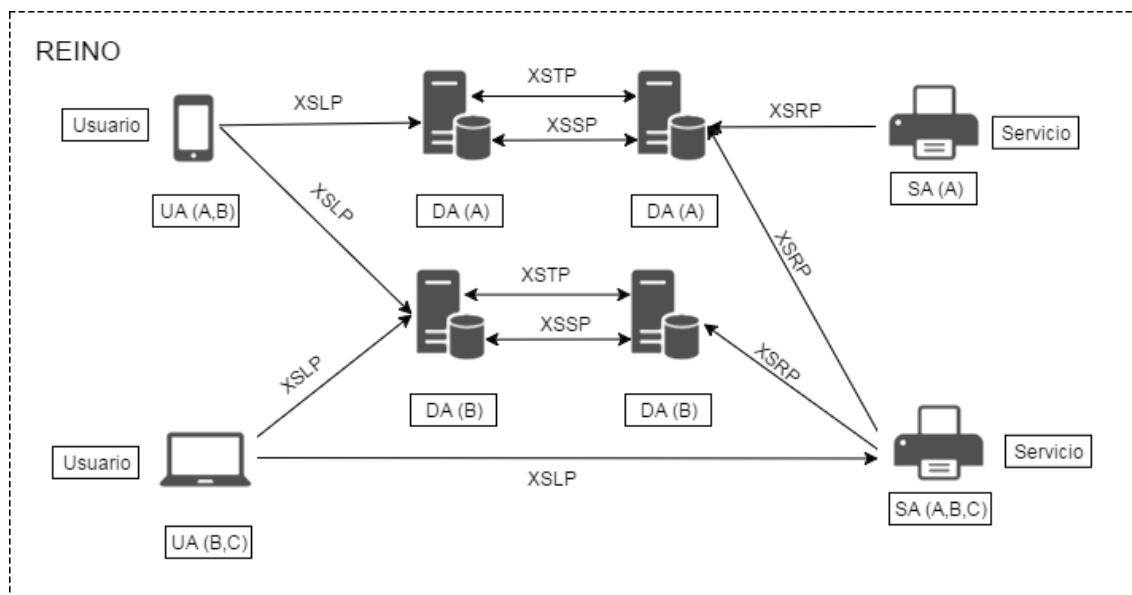 REINO
XSTP
XSLP
XSRP
Usuario
XSSP
Servicio
UA (A,B)
DA (A)
DA (A)
SA (A)
XSLP
XSRP
XSTP
XSSP
XSLP
XSRP
DA (B)
DA (B)
Usuario
Servicio
XSLP
UA (B,C)
SA (A,B,C)